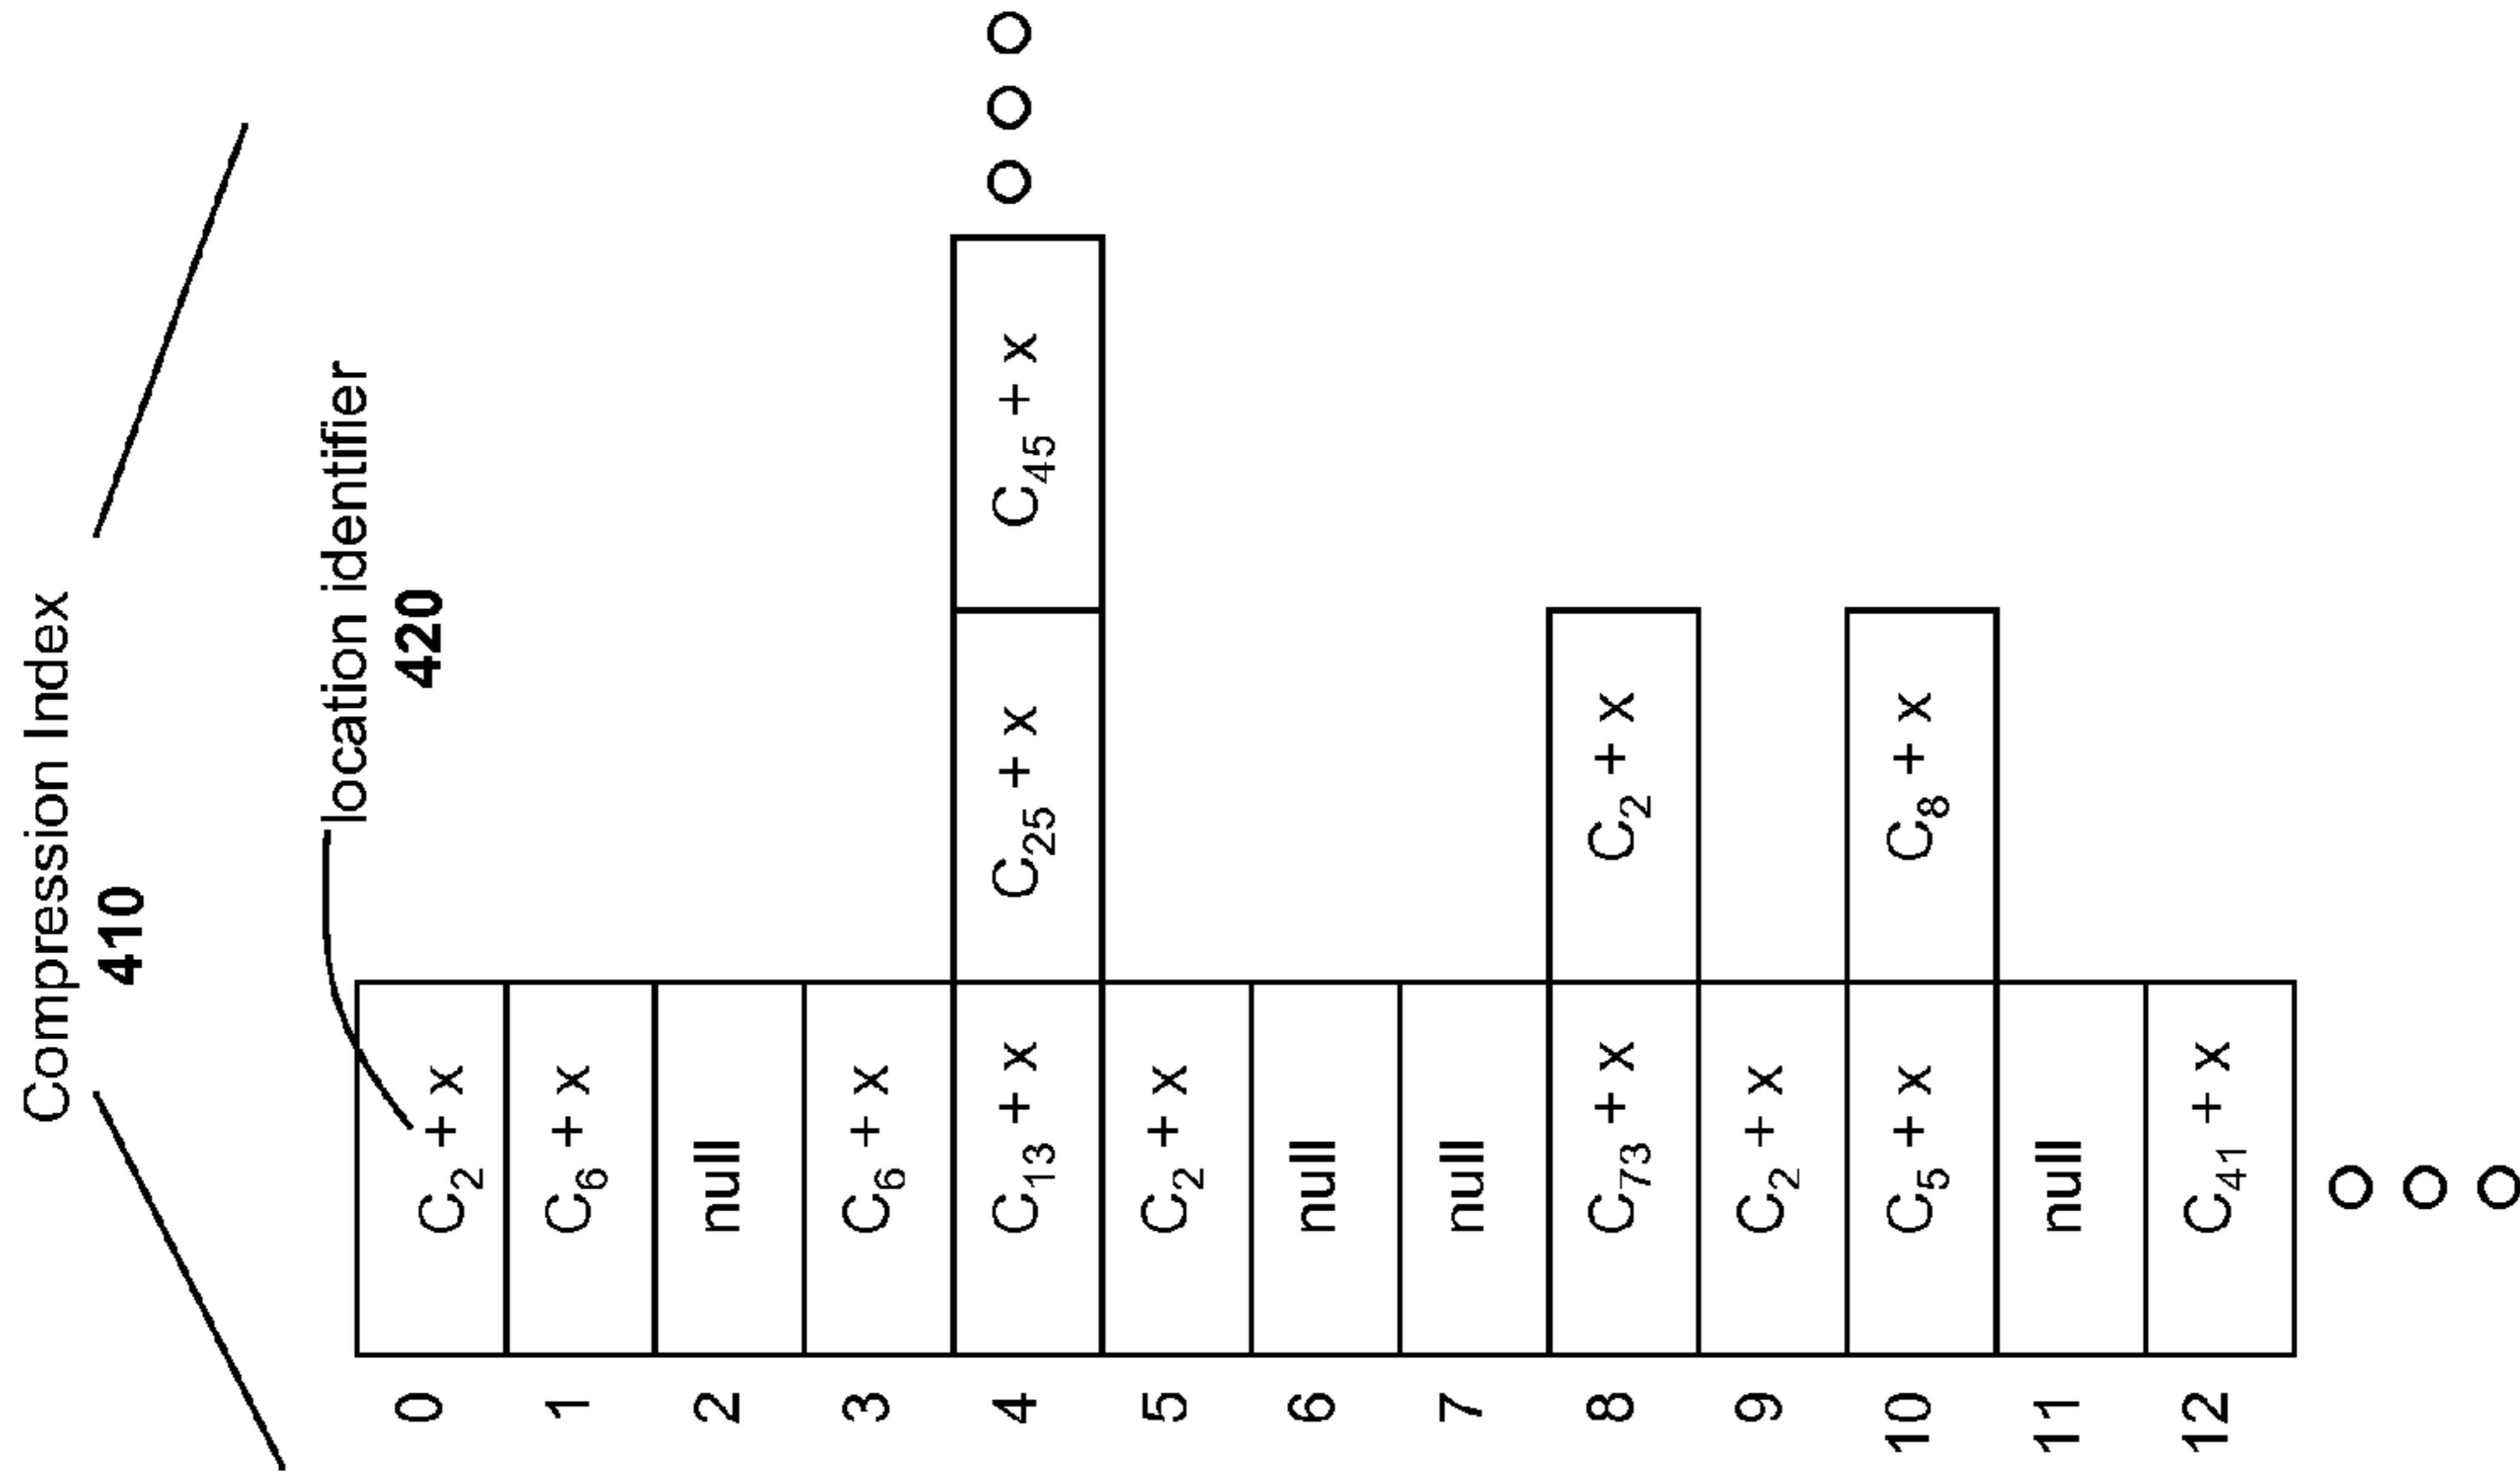 Compression Index
410
location identifier
420
0 C₂ + x
1 C₆ + x
2 null
3 C₆ + x
4 C₁₃ + x C₂₅ + x C₄₅ + x
5 C₂ + x
6 null
7 null
8 C₇₃ + x C₂ + x
9 C₂ + x
10 C₅ + x C₈ + x
11 null
12 C₄₁ + x